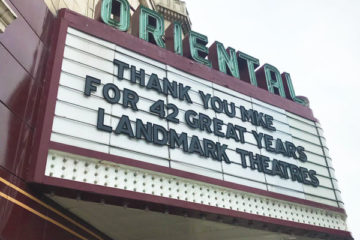 ORIENTAL
THANK YOU MKE
FOR 42 GREAT YEARS
LANDMARK THEATRES